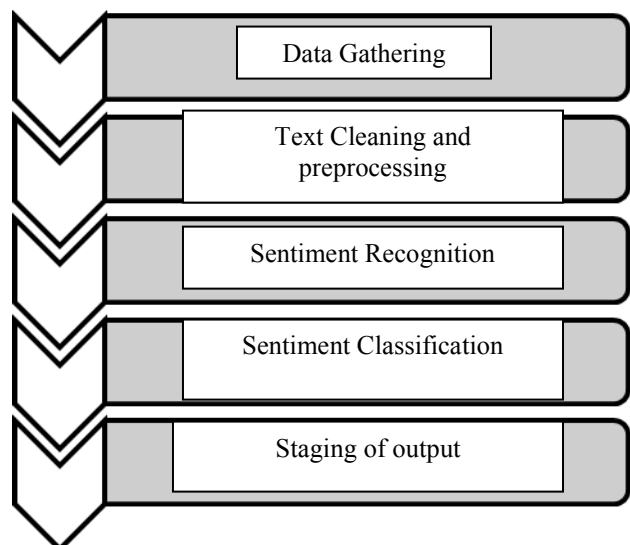 Data Gathering
Text Cleaning and
preprocessing
Sentiment Recognition
Sentiment Classification
Staging of output